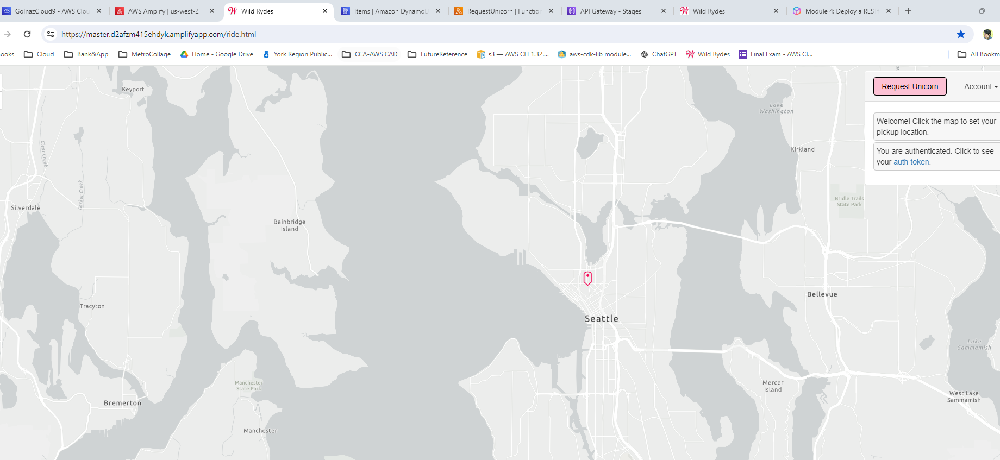 GolnazCloud9 - AWS Clou
AWS Amplify | us-west-2
Wild Rydes
Items | Amazon DynamoD
RequestUnicorn | Function
API Gateway - Stages
Wild Rydes
Module 4: Deploy a RESTf
https://master.d2afzm415ehdyk.amplifyapp.com/ride.html
ooks
Cloud
Bank&App
MetroCollage
Home - Google Drive
York Region Public...
CCA-AWS CAD
FutureReference
s3 — AWS CLI 1.32....
aws-cdk-lib module...
ChatGPT
Wild Rydes
Final Exam - AWS Cl...
All Bookm
Request Unicorn
Account
Welcome! Click the map to set your
pickup location.
You are authenticated. Click to see
your auth token.
Keyport
Lake
Washington
Clear Creek
Kirkland
Barker Creek
Silverdale
Bridle Trails
State Park
Bainbridge
Island
Bellevue
Tracyton
Seattle
Lake
Sammamish
Manchester
State Park
Mercer
Island
West Lake
Sammamish
Bremerton
Manchester